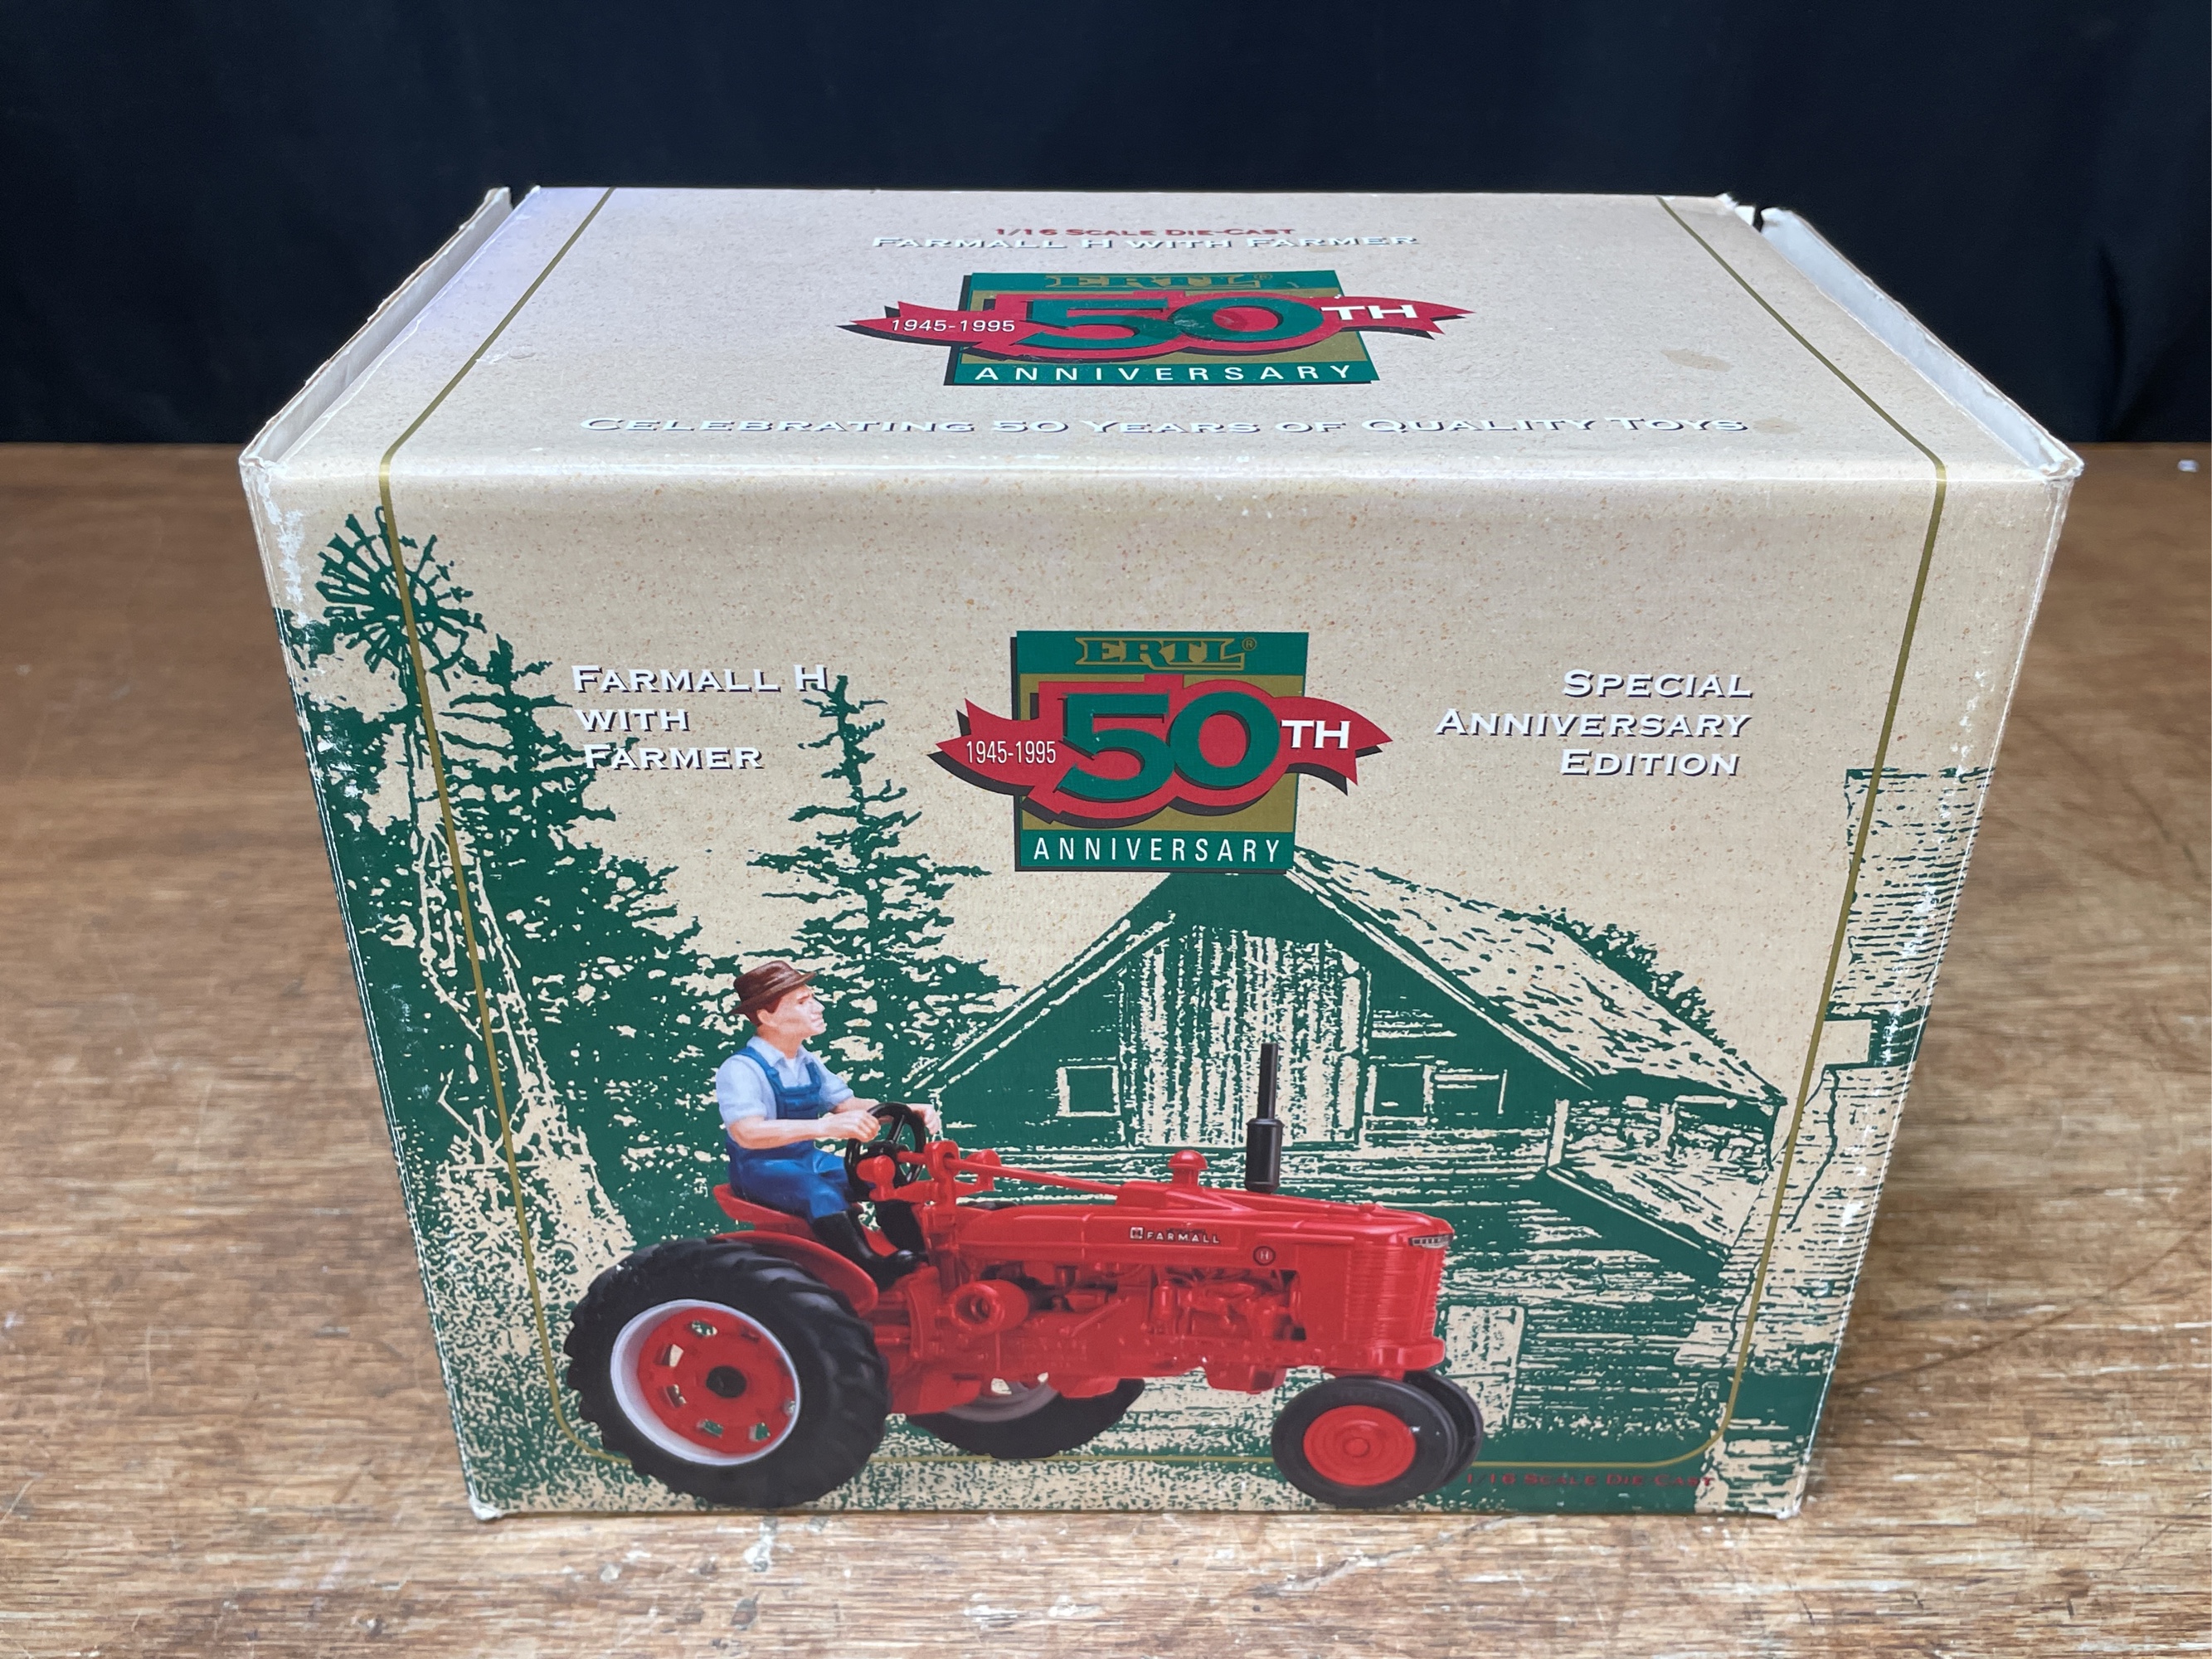 1/16 Scale Die-Cast
Farmall H with Farmer
ERTL®
1945-1995 50TH
ANNIVERSARY
Celebrating 50 Years of Quality Toys
Farmall H
with
Farmer
ERTL®
1945-1995 50TH
ANNIVERSARY
Special
Anniversary
Edition
FARMALL
H
1/16 Scale Die Cast